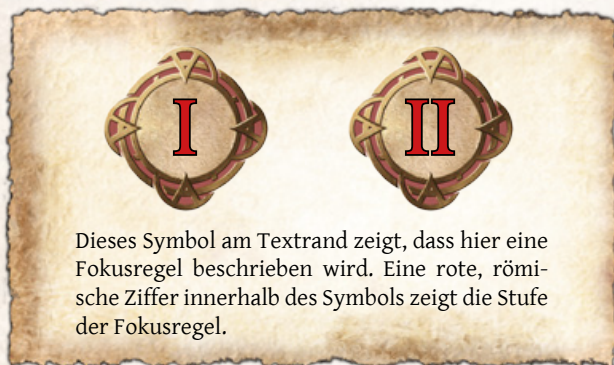 I II
Dieses Symbol am Textrand zeigt, dass hier eine
Fokusregel beschrieben wird. Eine rote, römi-
sche Ziffer innerhalb des Symbols zeigt die Stufe
der Fokusregel.